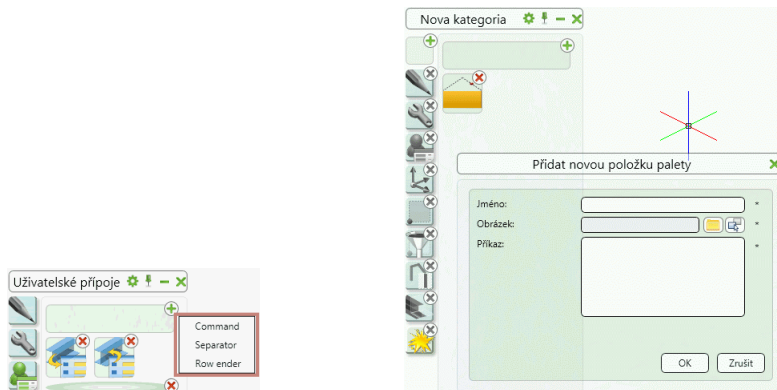 Nova kategoria
Přidat novou položku palety
Jméno:
*
Obrázek:
*
Příkaz:
*
OK
Zrušit
Uživatelské přípoje
Command
Separator
Row ender